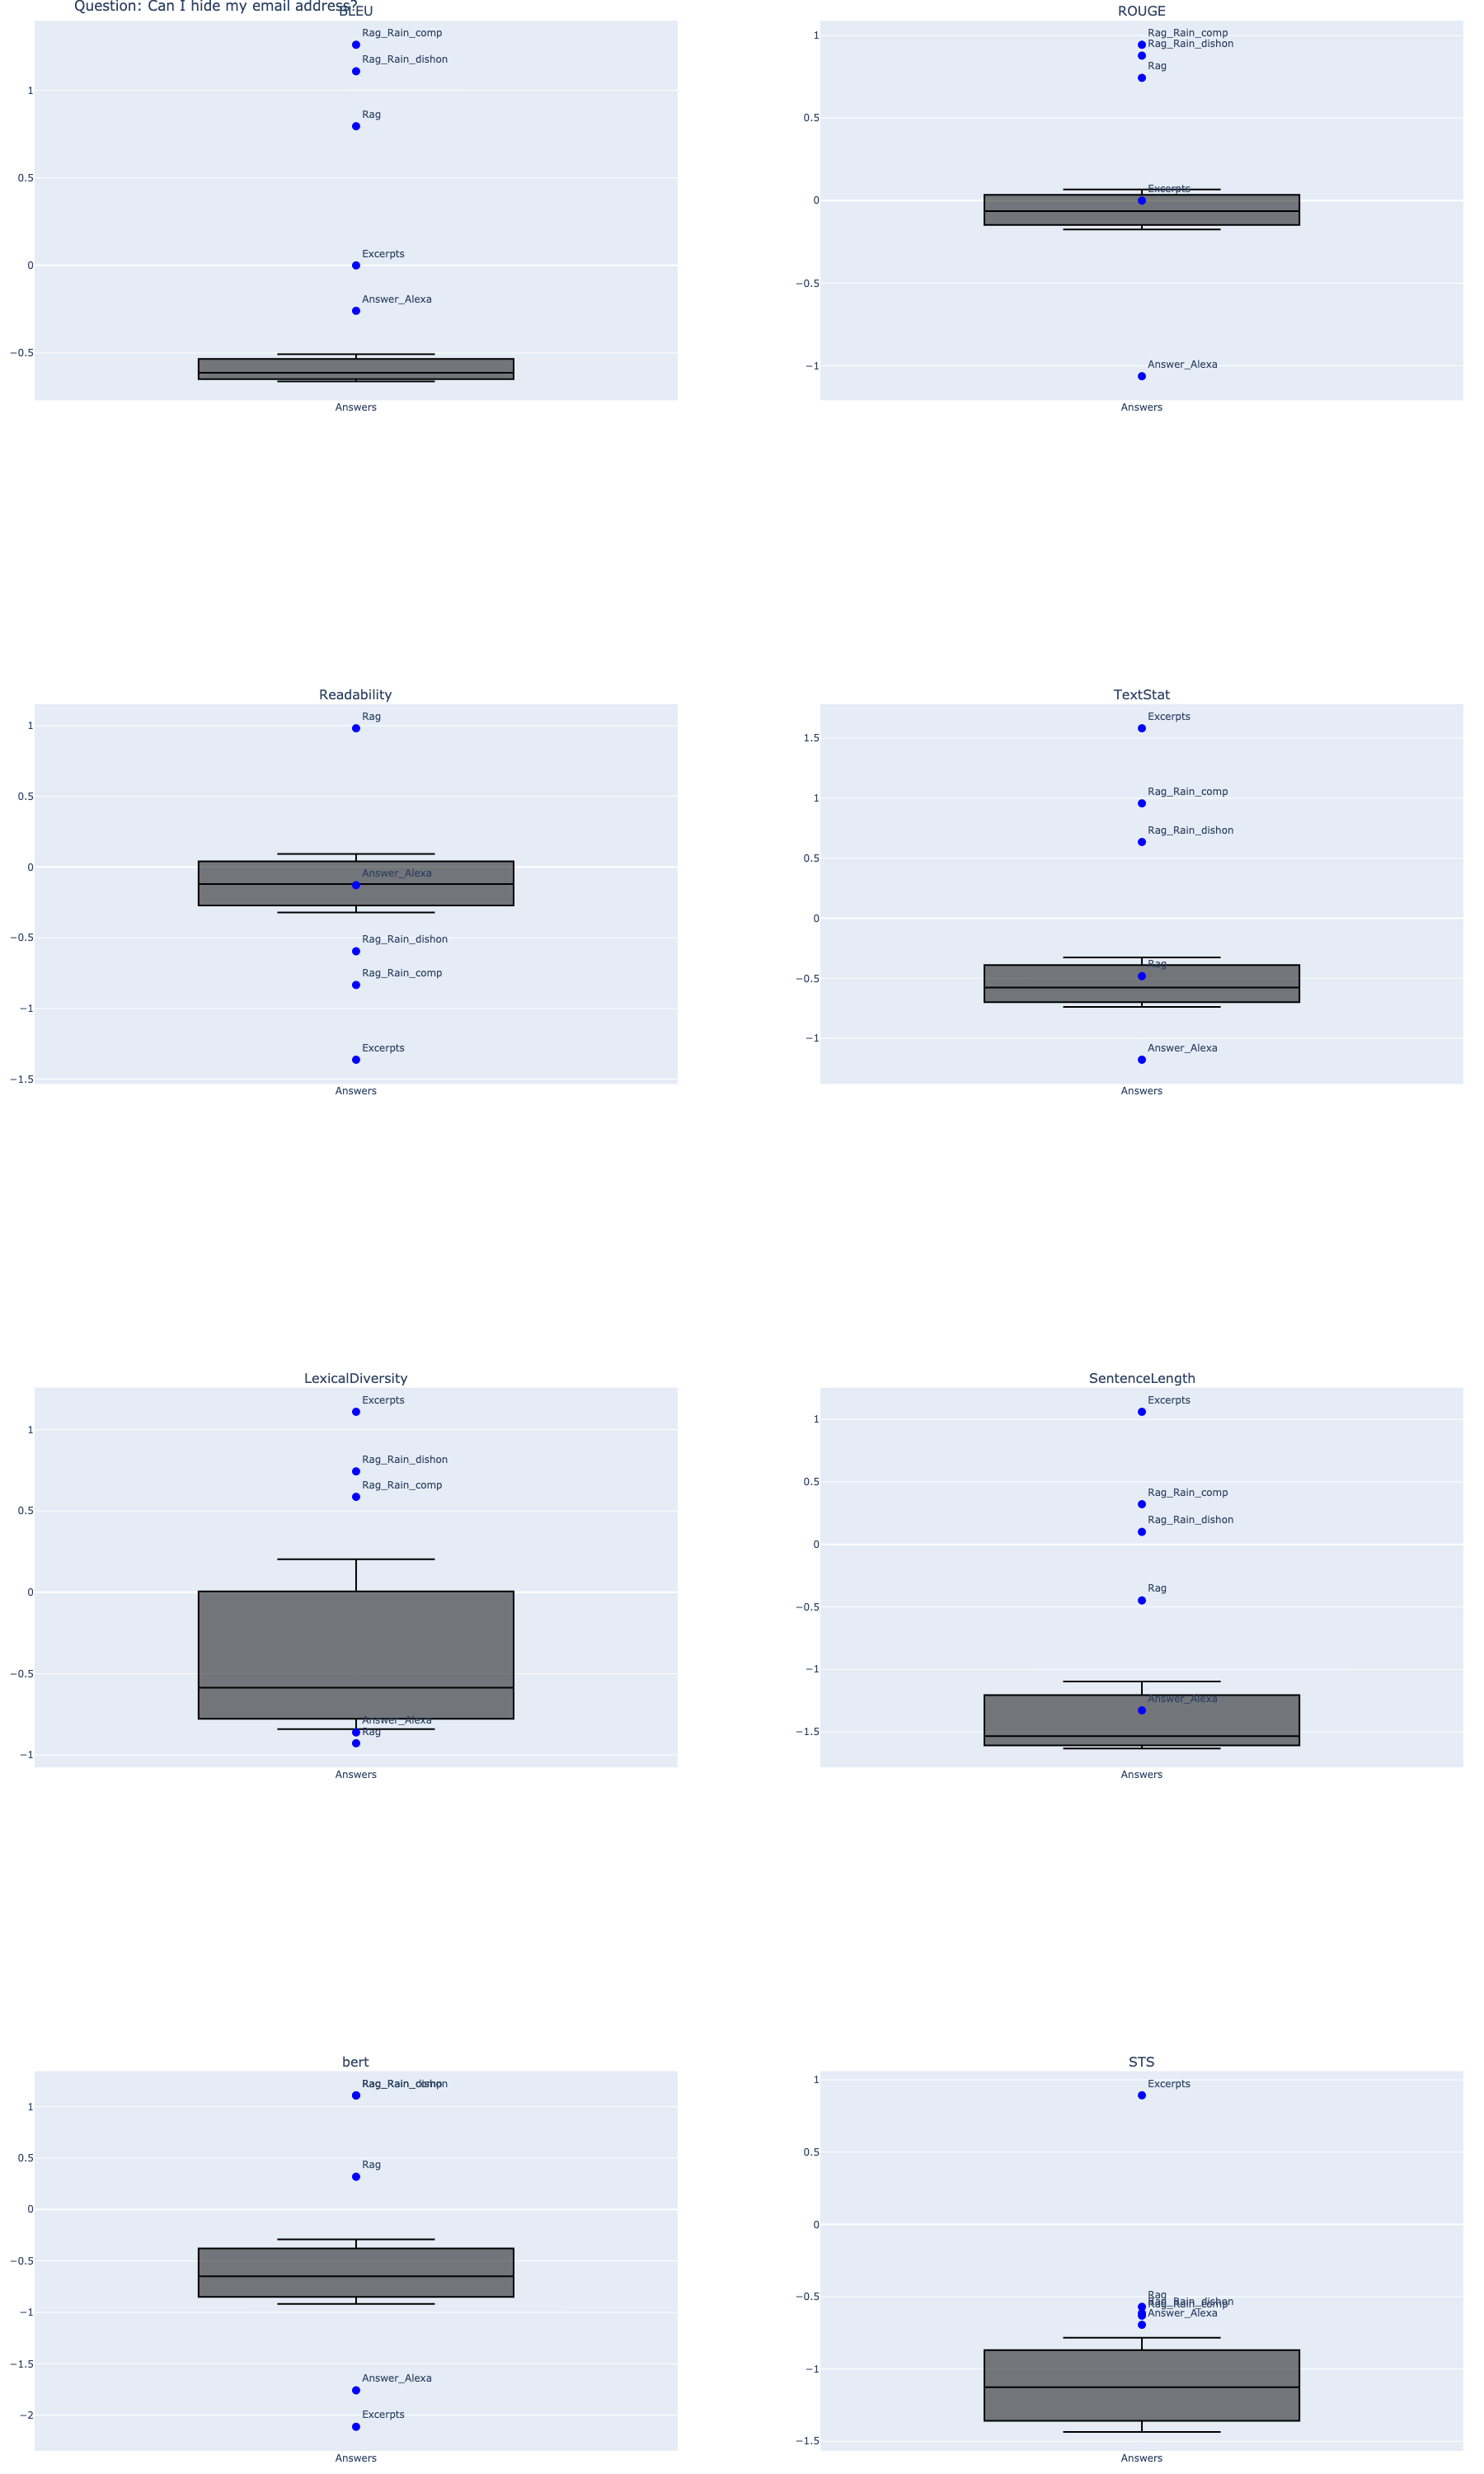 Question: Can I hide my email address?
BLEU
Rag_Rain_comp
Rag_Rain_dishon
1
Rag
0.5
Excerpts
0
Answer_Alexa
−0.5
Answers
ROUGE
Rag_Rain_comp
1
Rag_Rain_dishon
Rag
0.5
Excerpts
0
−0.5
Answer_Alexa
−1
Answers
Readability
Rag
1
0.5
0
Answer_Alexa
Rag_Rain_dishon
−0.5
Rag_Rain_comp
−1
Excerpts
−1.5
Answers
TextStat
Excerpts
1.5
Rag_Rain_comp
1
Rag_Rain_dishon
0.5
0
Rag
−0.5
−1
Answer_Alexa
Answers
LexicalDiversity
Excerpts
1
Rag_Rain_dishon
Rag_Rain_comp
0.5
0
−0.5
Answer_Alexa
Rag
−1
Answers
SentenceLength
Excerpts
1
0.5
Rag_Rain_comp
Rag_Rain_dishon
0
Rag
−0.5
−1
Answer_Alexa
−1.5
Answers
bert
Rag_Rain_comp
Rag_Rain_dishon
1
0.5
Rag
0
−0.5
−1
−1.5
Answer_Alexa
Excerpts
−2
Answers
STS
1
Excerpts
0.5
0
Rag
−0.5
Rag_Rain_dishon
Rag_Rain_comp
Answer_Alexa
−1
−1.5
Answers